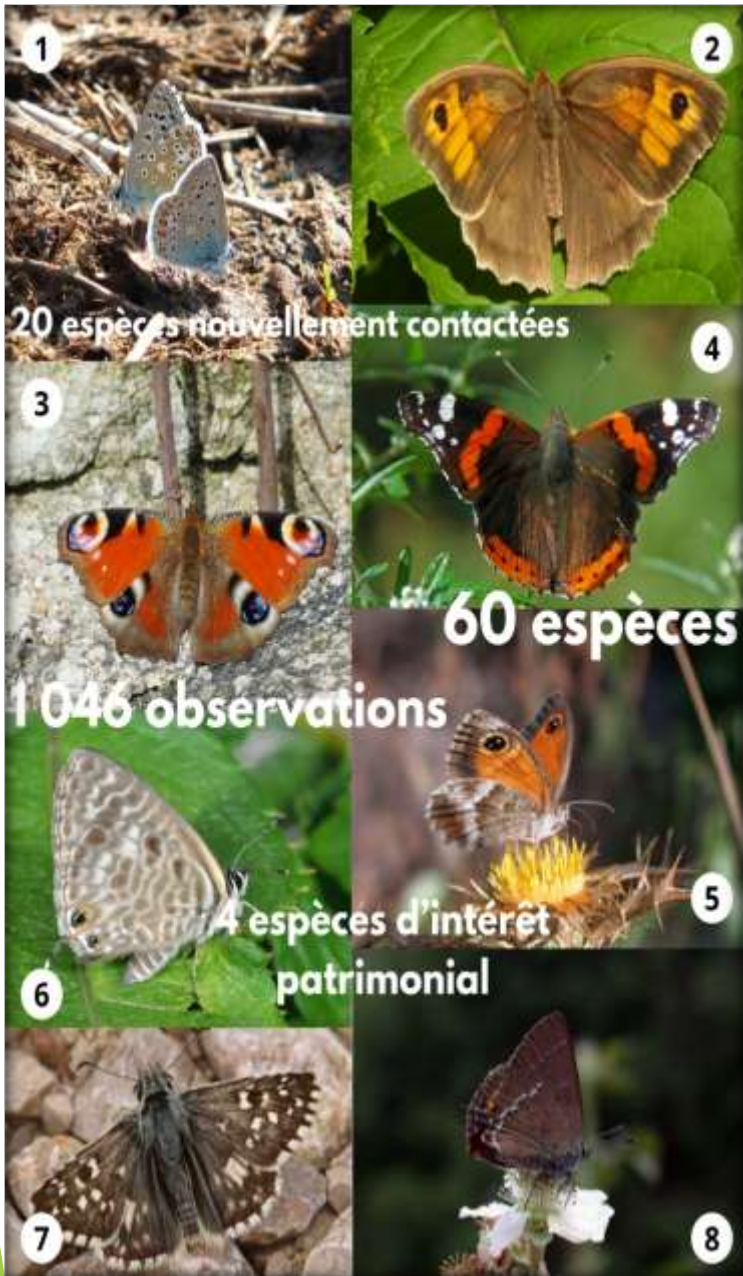 1
2
20 espèces nouvellement contactées
3
4
60 espèces
1 046 observations
5
4 espèces d'intérêt
patrimonial
6
7
8